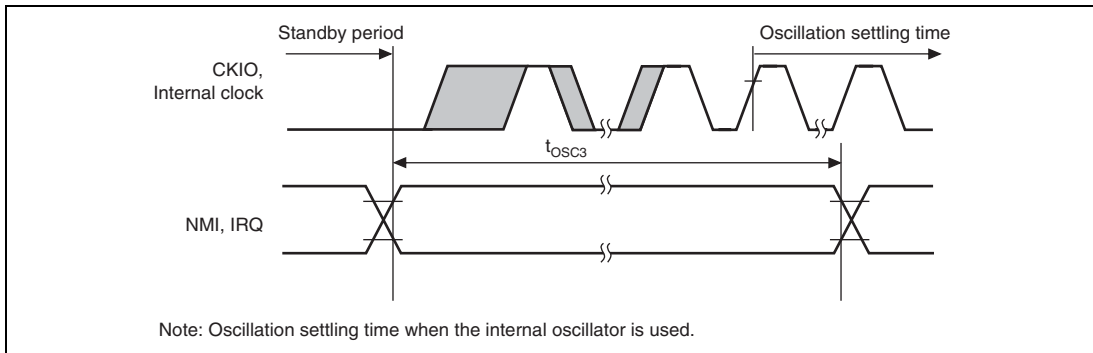 Standby period
Oscillation settling time
CKIO,
Internal clock
tOSC3
NMI, IRQ
Note: Oscillation settling time when the internal oscillator is used.